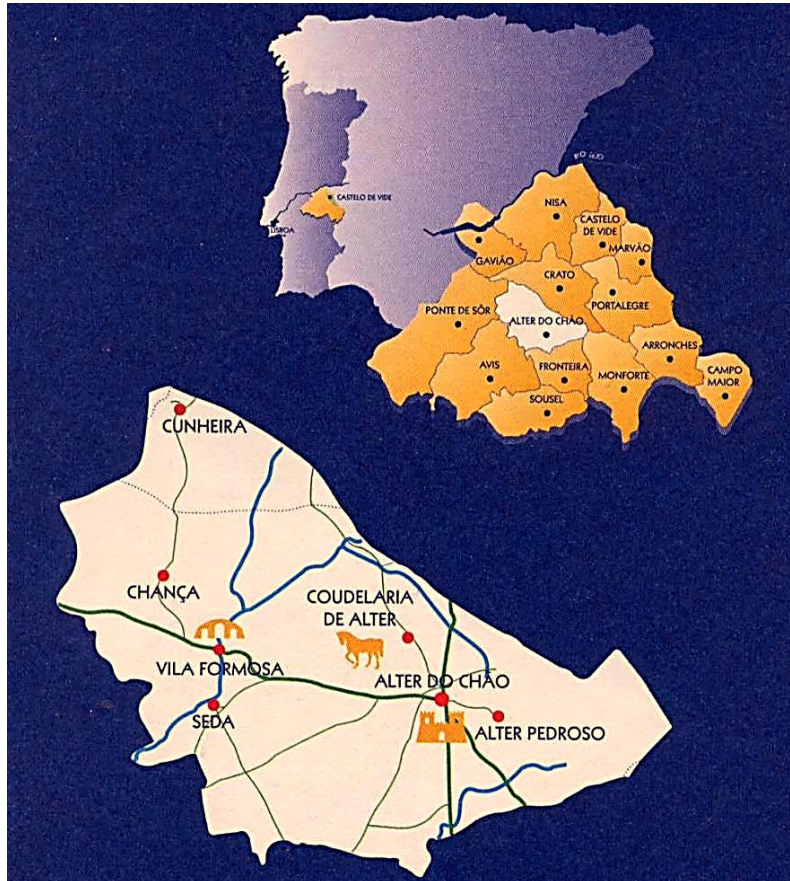 RIO TEJO
CASTELO DE VIDE
LISBOA
NISA
CASTELO
DE VIDE
MARVÃO
GAVIÃO
CRATO
PORTALEGRE
PONTE DE SÔR
ALTER DO CHÃO
ARRONCHES
AVIS
FRONTEIRA
MONFORTE
CAMPO
MAIOR
SOUSEL
CUNHEIRA
CHANÇA
COUDELARIA
DE ALTER
VILA FORMOSA
ALTER DO CHÃO
SEDA
ALTER PEDROSO